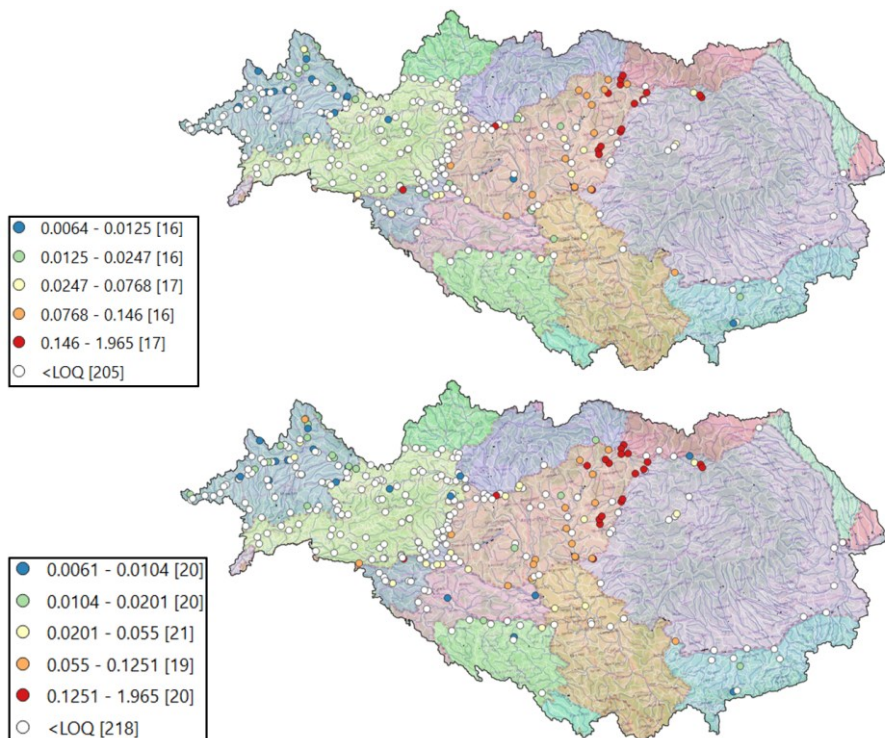 0.0064 - 0.0125 [16]
0.0125 - 0.0247 [16]
0.0247 - 0.0768 [17]
0.0768 - 0.146 [16]
0.146 - 1.965 [17]
<LOQ [205]
0.0061 - 0.0104 [20]
0.0104 - 0.0201 [20]
0.0201 - 0.055 [21]
0.055 - 0.1251 [19]
0.1251 - 1.965 [20]
<LOQ [218]